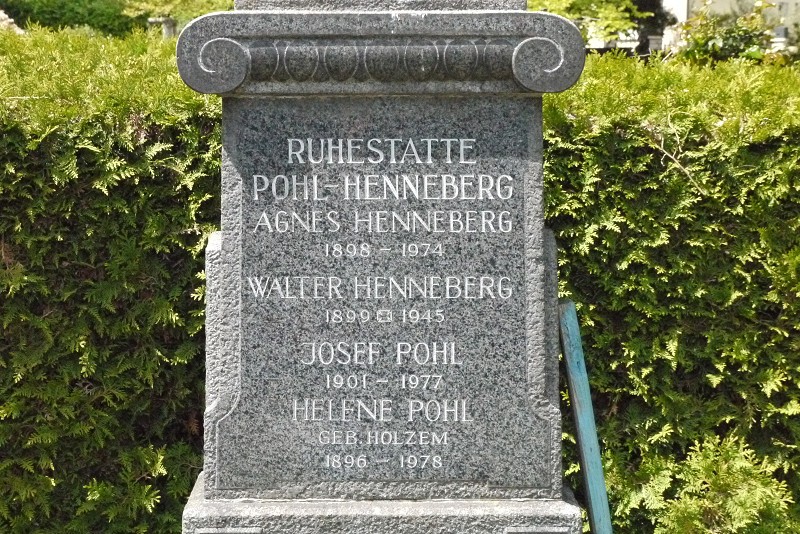 RUHESTATTE
POHL-HENNEBERG
AGNES HENNEBERG
1898 - 1974
WALTER HENNEBERG
1899 1945
JOSEF POHL
1901 - 1977
HELENE POHL
GEB. HOLZEM
1896 - 1978